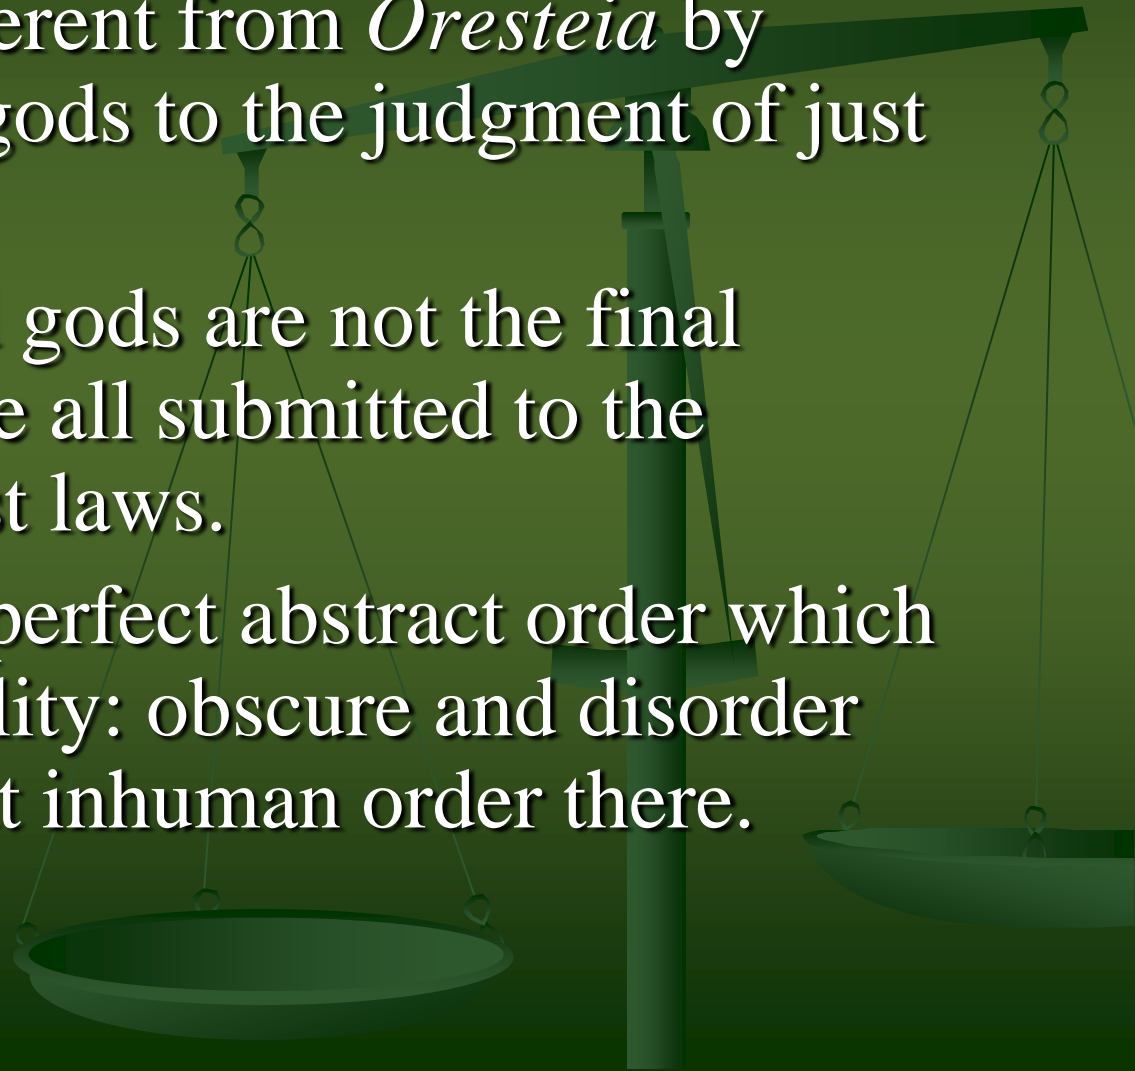 erent from Oresteia by
gods to the judgment of just
gods are not the final
e all submitted to the
st laws.
perfect abstract order which
lity: obscure and disorder
t inhuman order there.